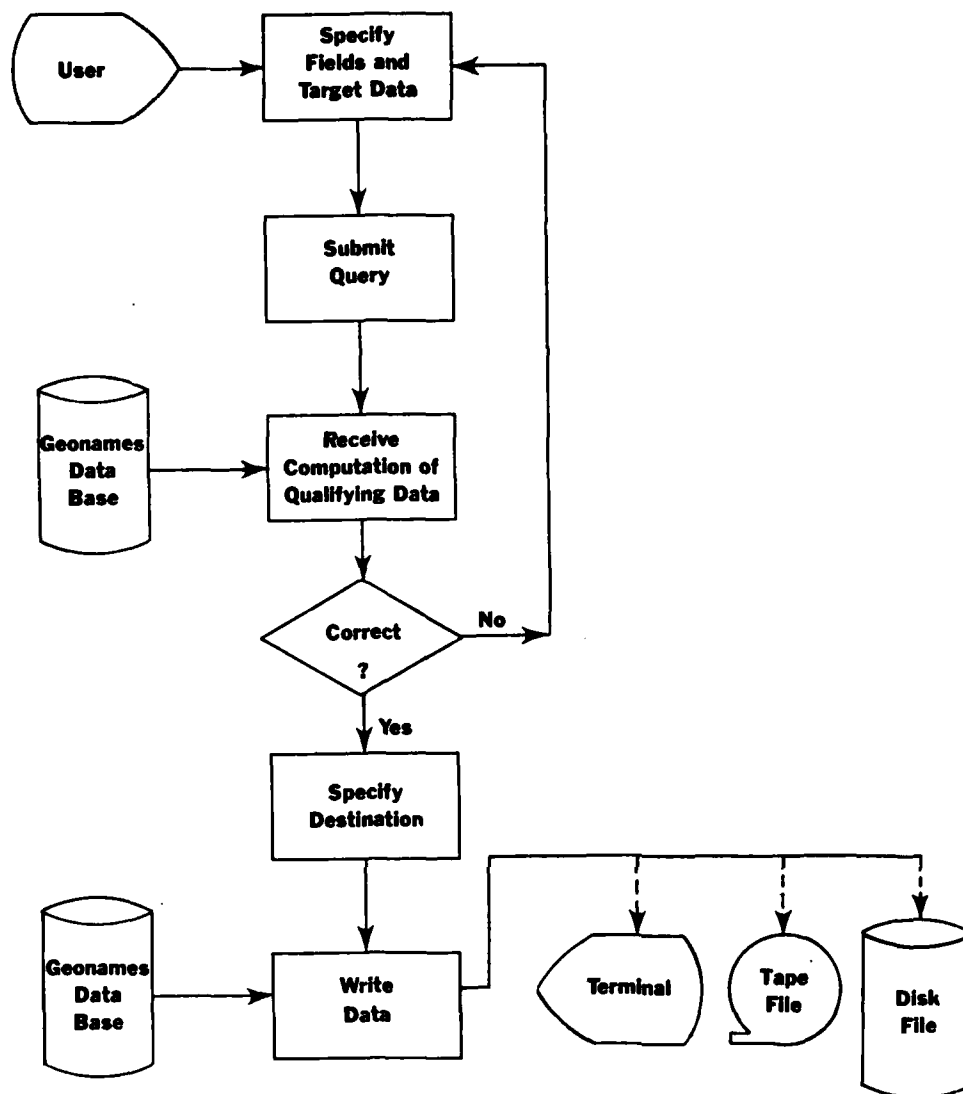 User
Specify
Fields and
Target Data
Submit
Query
Geonames
Data
Base
Receive
Computation of
Qualifying Data
Correct
?
No
Yes
Specify
Destination
Geonames
Data
Base
Write
Data
Terminal
Tape
File
Disk
File